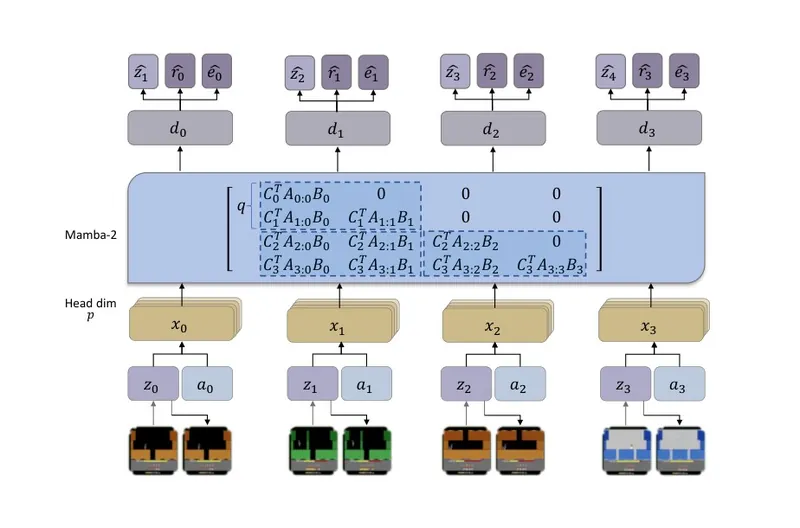 ẑ₁ r̂₀ ê₀ ẑ₂ r̂₁ ê₁ ẑ₃ r̂₂ ê₂ ẑ₄ r̂₃ ê₃
d₀ d₁ d₂ d₃
Mamba-2
q
C₀ᵀA₀:₀B₀ 0 0 0
C₁ᵀA₁:₀B₀ C₁ᵀA₁:₁B₁ 0 0
C₂ᵀA₂:₀B₀ C₂ᵀA₂:₁B₁ C₂ᵀA₂:₂B₂ 0
C₃ᵀA₃:₀B₀ C₃ᵀA₃:₁B₁ C₃ᵀA₃:₂B₂ C₃ᵀA₃:₃B₃
Head dim
p
x₀ x₁ x₂ x₃
z₀ a₀ z₁ a₁ z₂ a₂ z₃ a₃